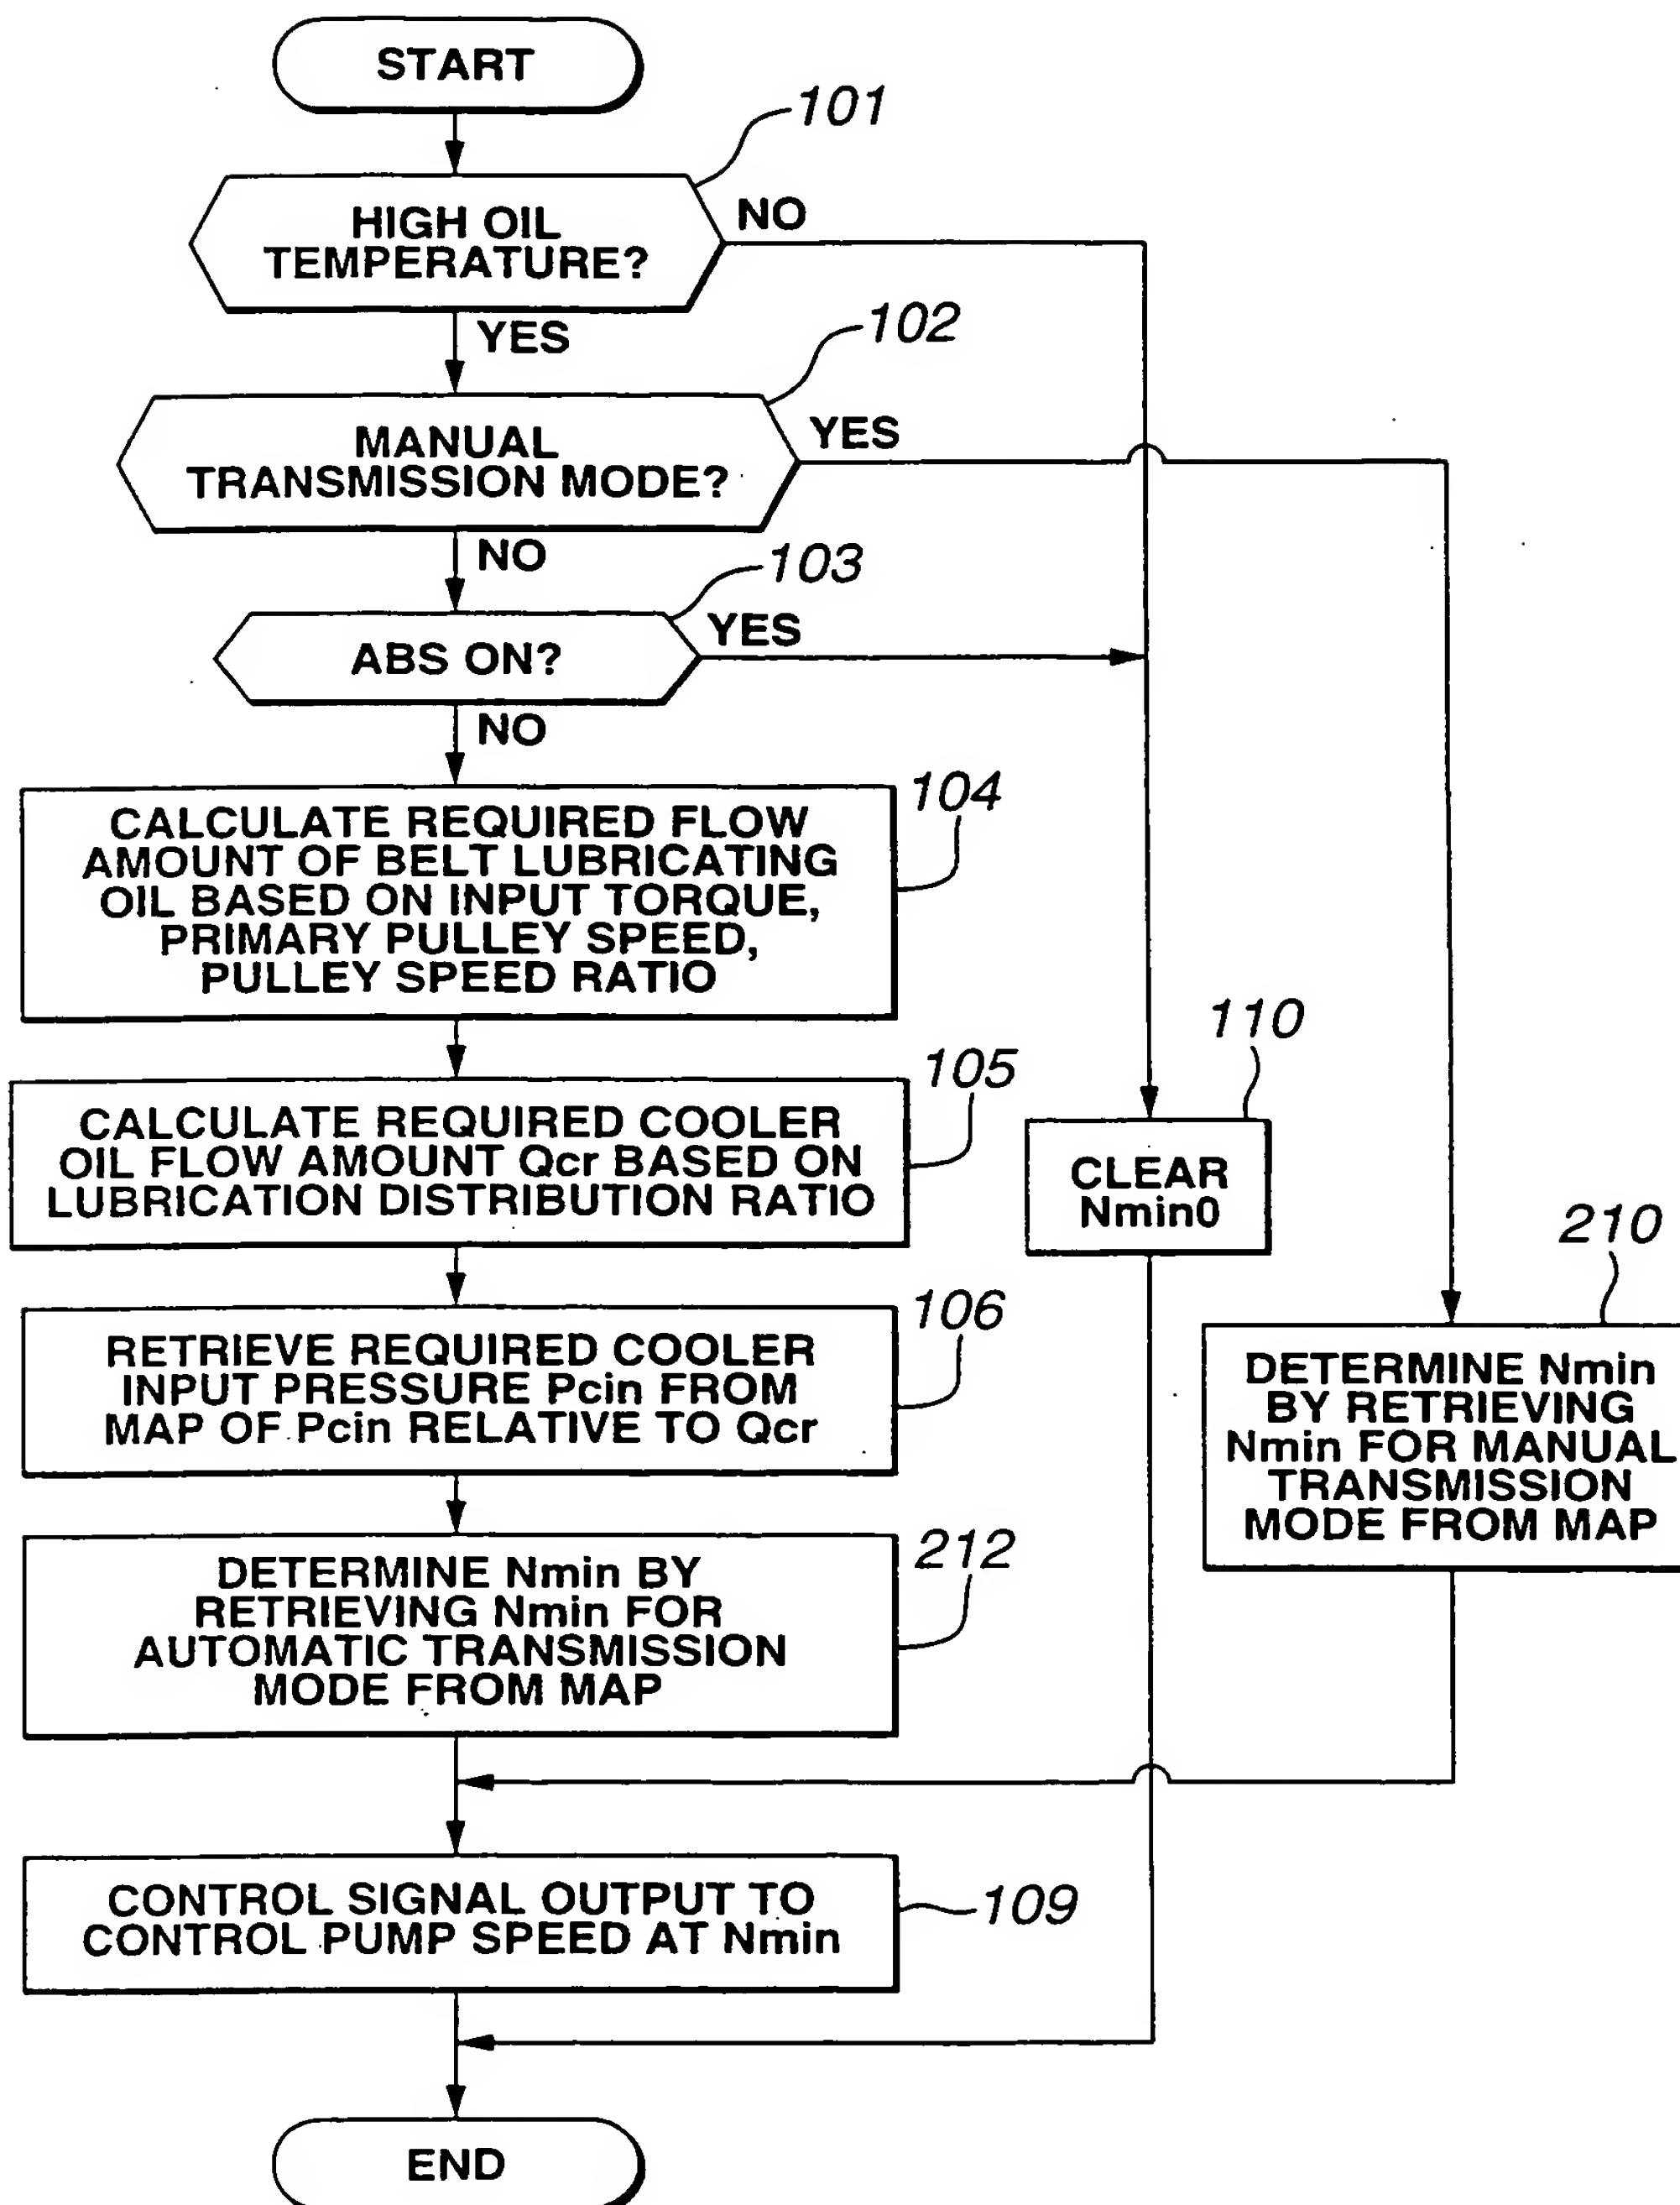 START
101
HIGH OIL
TEMPERATURE?
NO
YES
102
MANUAL
TRANSMISSION MODE?
YES
NO
103
ABS ON?
YES
NO
104
CALCULATE REQUIRED FLOW
AMOUNT OF BELT LUBRICATING
OIL BASED ON INPUT TORQUE,
PRIMARY PULLEY SPEED,
PULLEY SPEED RATIO
105
CALCULATE REQUIRED COOLER
OIL FLOW AMOUNT Qcr BASED ON
LUBRICATION DISTRIBUTION RATIO
110
CLEAR
Nmin0
106
RETRIEVE REQUIRED COOLER
INPUT PRESSURE Pcin FROM
MAP OF Pcin RELATIVE TO Qcr
210
DETERMINE Nmin
BY RETRIEVING
Nmin FOR MANUAL
TRANSMISSION
MODE FROM MAP
212
DETERMINE Nmin BY
RETRIEVING Nmin FOR
AUTOMATIC TRANSMISSION
MODE FROM MAP
CONTROL SIGNAL OUTPUT TO
CONTROL PUMP SPEED AT Nmin
109
END